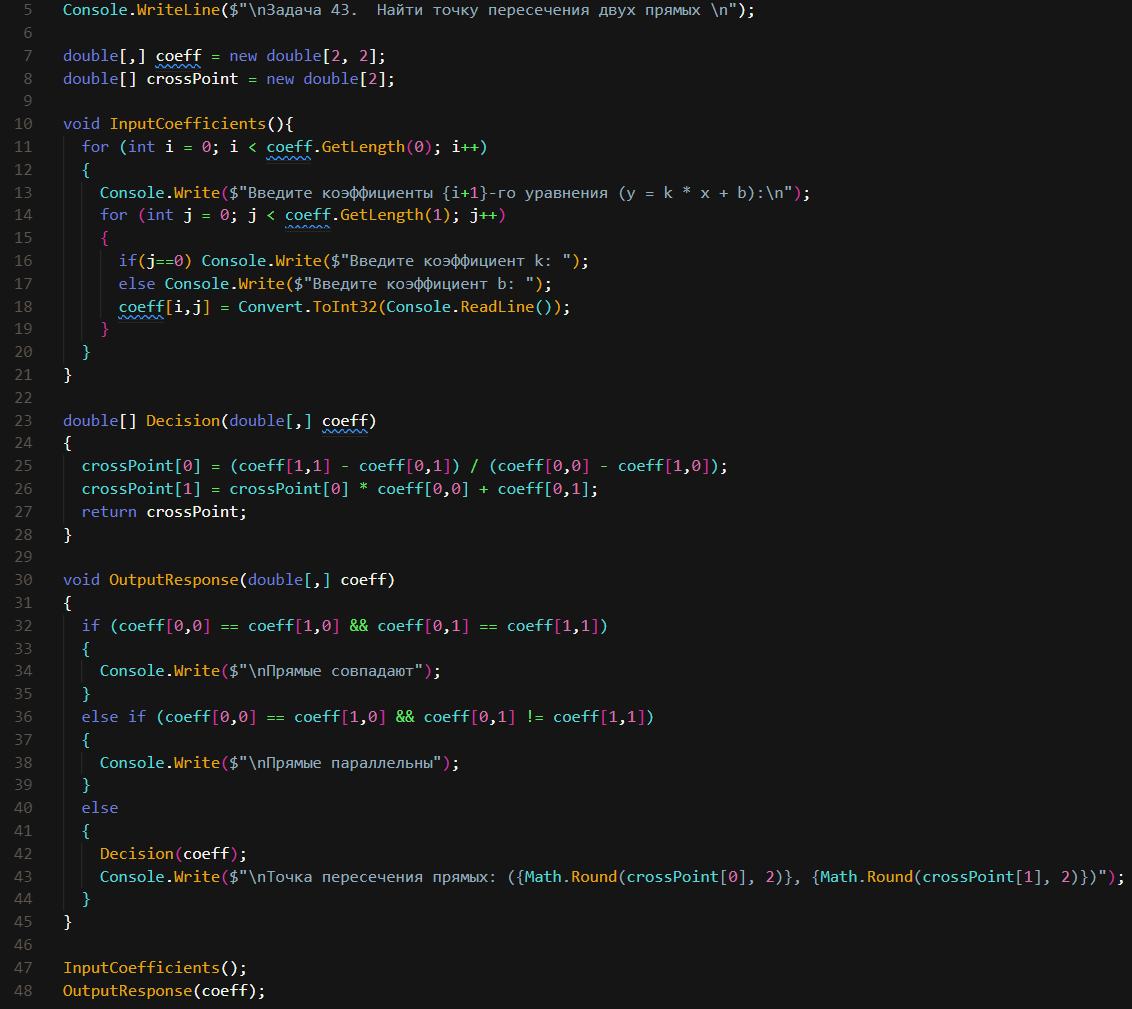 5 Console.WriteLine($"\nЗадача 43.  Найти точку пересечения двух прямых \n");
6
7 double[,] coeff = new double[2, 2];
8 double[] crossPoint = new double[2];
9
10 void InputCoefficients(){
11   for (int i = 0; i < coeff.GetLength(0); i++)
12   {
13     Console.Write($"Введите коэффициенты {i+1}-го уравнения (y = k * x + b):\n");
14     for (int j = 0; j < coeff.GetLength(1); j++)
15     {
16       if(j==0) Console.Write($"Введите коэффициент k: ");
17       else Console.Write($"Введите коэффициент b: ");
18       coeff[i,j] = Convert.ToInt32(Console.ReadLine());
19     }
20   }
21 }
22
23 double[] Decision(double[,] coeff)
24 {
25   crossPoint[0] = (coeff[1,1] - coeff[0,1]) / (coeff[0,0] - coeff[1,0]);
26   crossPoint[1] = crossPoint[0] * coeff[0,0] + coeff[0,1];
27   return crossPoint;
28 }
29
30 void OutputResponse(double[,] coeff)
31 {
32   if (coeff[0,0] == coeff[1,0] && coeff[0,1] == coeff[1,1])
33   {
34     Console.Write($"\nПрямые совпадают");
35   }
36   else if (coeff[0,0] == coeff[1,0] && coeff[0,1] != coeff[1,1])
37   {
38     Console.Write($"\nПрямые параллельны");
39   }
40   else
41   {
42     Decision(coeff);
43     Console.Write($"\nТочка пересечения прямых: ({Math.Round(crossPoint[0], 2)}, {Math.Round(crossPoint[1], 2)})");
44   }
45 }
46
47 InputCoefficients();
48 OutputResponse(coeff);